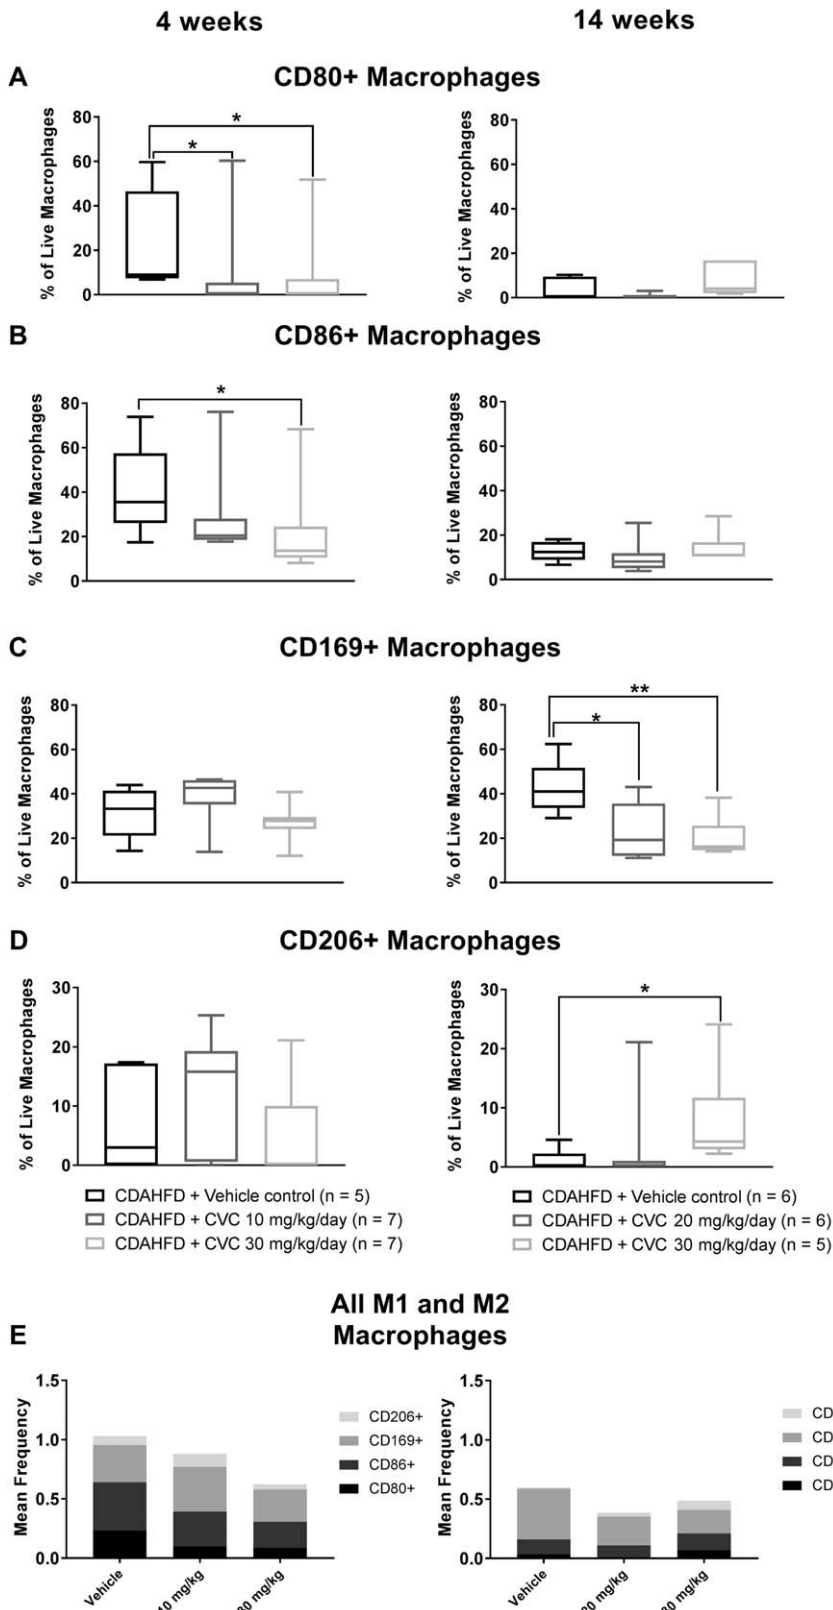 4 weeks
14 weeks
A
CD80+ Macrophages
% of Live Macrophages
80
60
40
20
0
*
*
% of Live Macrophages
80
60
40
20
0
B
CD86+ Macrophages
% of Live Macrophages
80
60
40
20
0
*
% of Live Macrophages
80
60
40
20
0
C
CD169+ Macrophages
% of Live Macrophages
80
60
40
20
0
% of Live Macrophages
80
60
40
20
0
**
*
D
CD206+ Macrophages
% of Live Macrophages
30
20
10
0
% of Live Macrophages
30
20
10
0
*
CDAHFD + Vehicle control (n = 5)
CDAHFD + CVC 10 mg/kg/day (n = 7)
CDAHFD + CVC 30 mg/kg/day (n = 7)
CDAHFD + Vehicle control (n = 6)
CDAHFD + CVC 20 mg/kg/day (n = 6)
CDAHFD + CVC 30 mg/kg/day (n = 5)
E
All M1 and M2
Macrophages
Mean Frequency
1.5
1.0
0.5
0.0
Vehicle
mg/kg
mg/kg
CD206+
CD169+
CD86+
CD80+
Mean Frequency
1.5
1.0
0.5
0.0
Vehicle
mg/kg
mg/kg
CD
CD
CD
CD